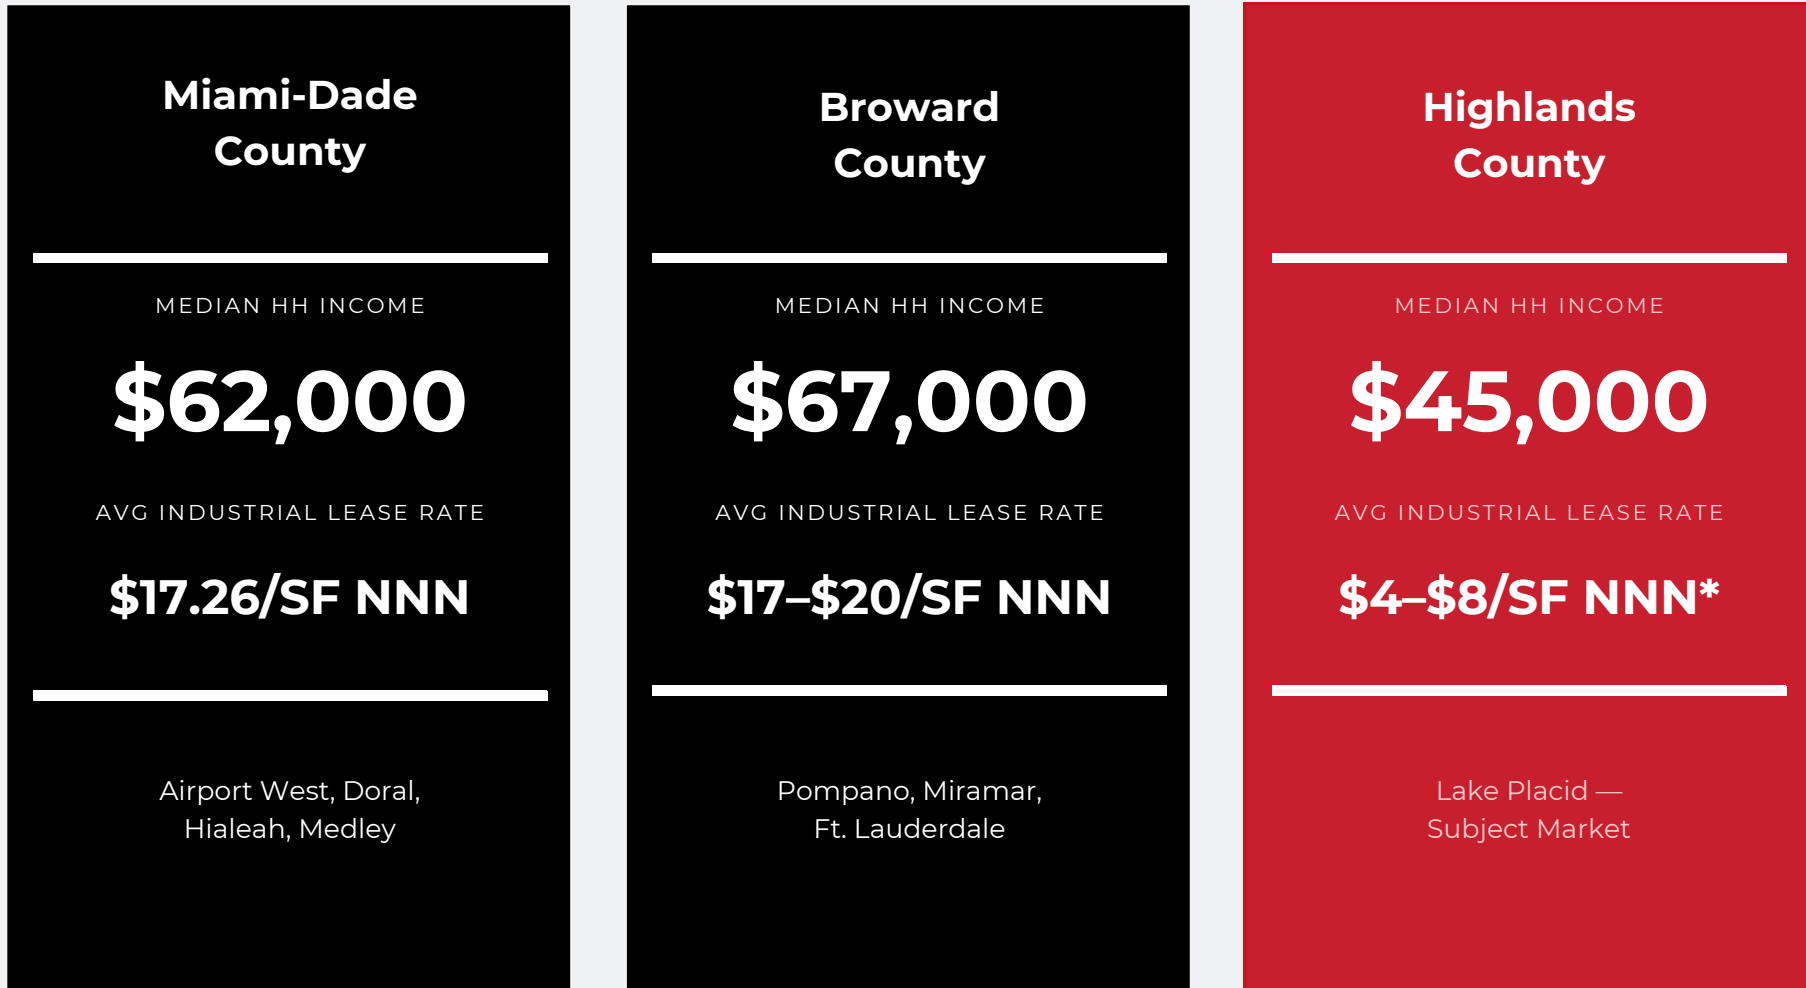 Miami-Dade
County
MEDIAN HH INCOME
$62,000
AVG INDUSTRIAL LEASE RATE
$17.26/SF NNN
Airport West, Doral,
Hialeah, Medley
Broward
County
MEDIAN HH INCOME
$67,000
AVG INDUSTRIAL LEASE RATE
$17–$20/SF NNN
Pompano, Miramar,
Ft. Lauderdale
Highlands
County
MEDIAN HH INCOME
$45,000
AVG INDUSTRIAL LEASE RATE
$4–$8/SF NNN*
Lake Placid —
Subject Market